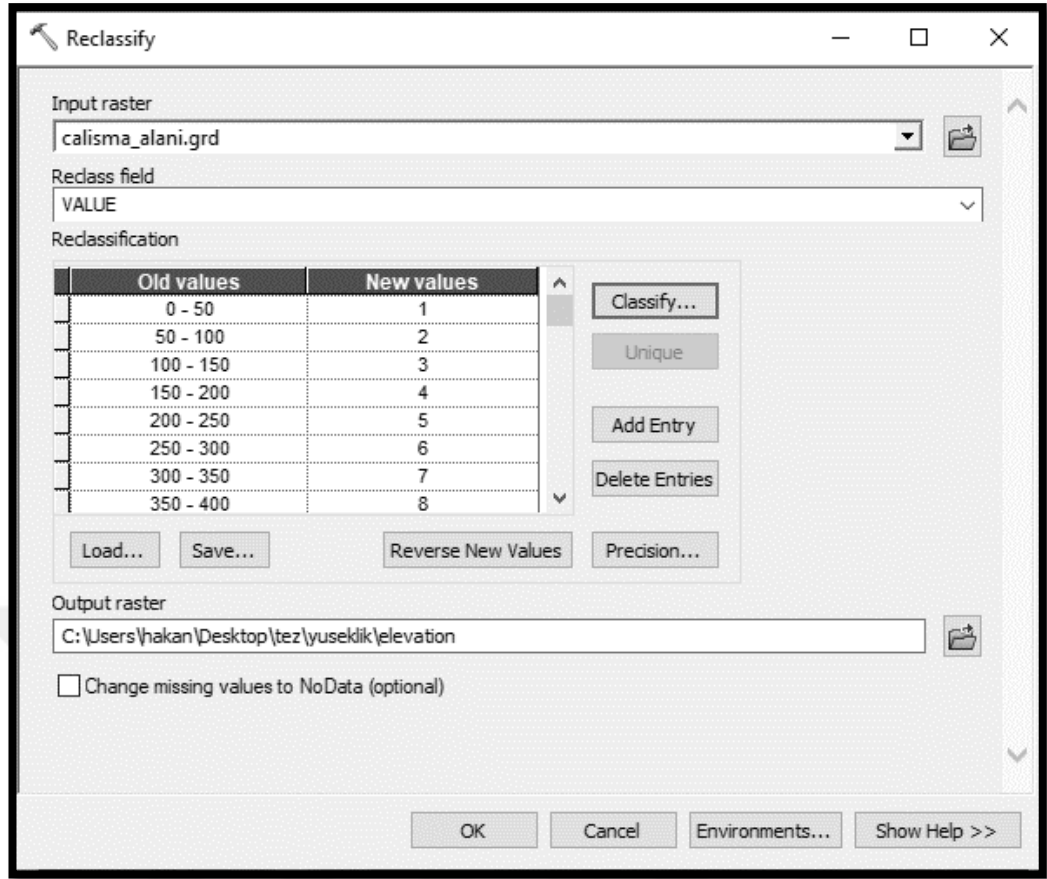 Reclassify
Input raster
calisma_alani.grd
Reclass field
VALUE
Reclassification
Old values New values
0 - 50 1
50 - 100 2
100 - 150 3
150 - 200 4
200 - 250 5
250 - 300 6
300 - 350 7
350 - 400 8
Classify...
Unique
Add Entry
Delete Entries
Load... Save... Reverse New Values Precision...
Output raster
C:\Users\hakan\Desktop\tez\yuseklik\elevation
Change missing values to NoData (optional)
OK Cancel Environments... Show Help >>